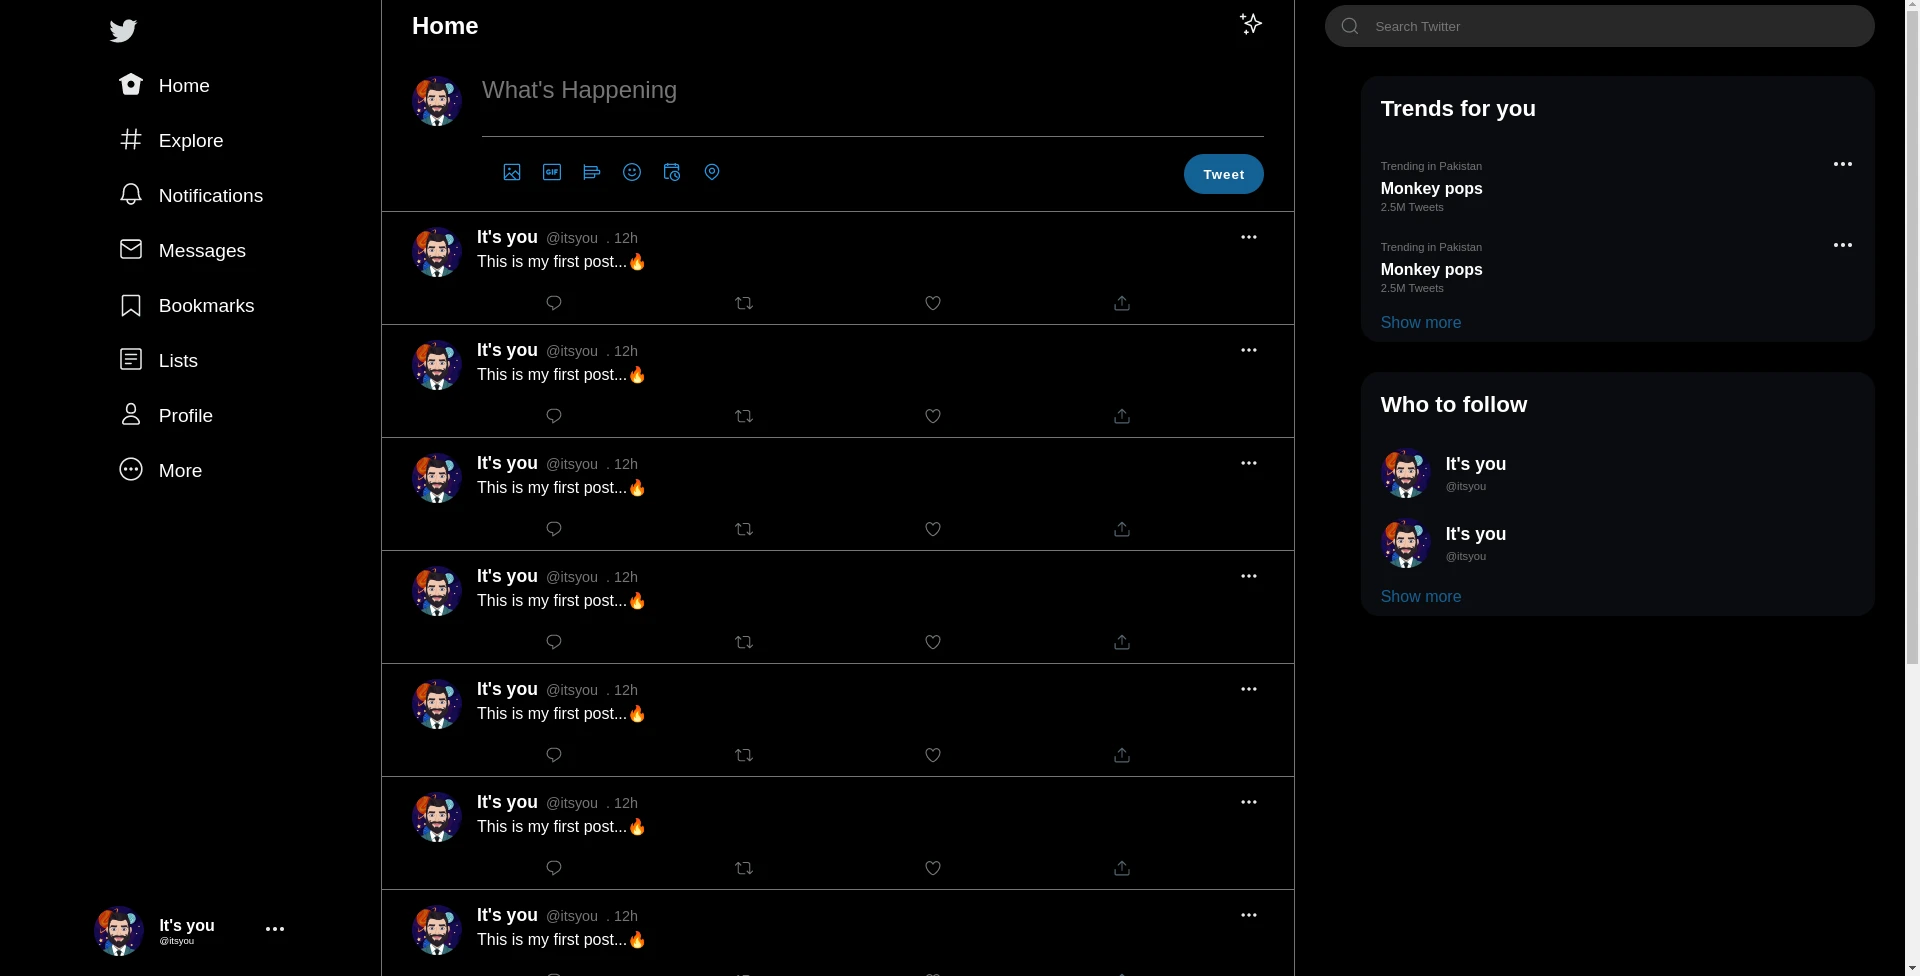 Home
Explore
Notifications
Messages
Bookmarks
Lists
Profile
More
It's you
@itsyou
Home
What's Happening
GIF
Tweet
It's you @itsyou . 12h
This is my first post...🔥
It's you @itsyou . 12h
This is my first post...🔥
It's you @itsyou . 12h
This is my first post...🔥
It's you @itsyou . 12h
This is my first post...🔥
It's you @itsyou . 12h
This is my first post...🔥
It's you @itsyou . 12h
This is my first post...🔥
It's you @itsyou . 12h
This is my first post...🔥
Search Twitter
Trends for you
Trending in Pakistan
Monkey pops
2.5M Tweets
Trending in Pakistan
Monkey pops
2.5M Tweets
Show more
Who to follow
It's you
@itsyou
It's you
@itsyou
Show more